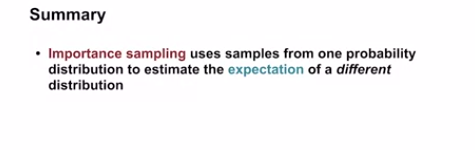 Summary
• Importance sampling uses samples from one probability
distribution to estimate the expectation of a different
distribution